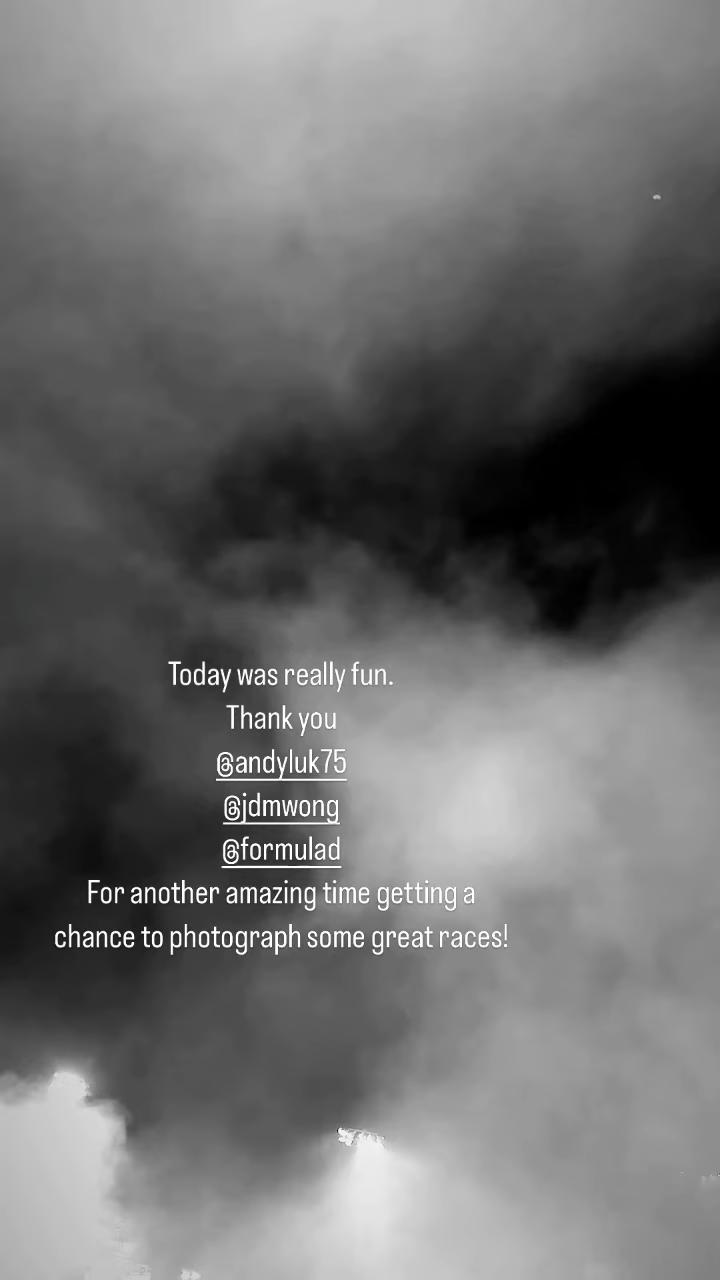 Today was really fun.
Thank you
@andyluk75
@jdmwong
@formulad
For another amazing time getting a
chance to photograph some great races!